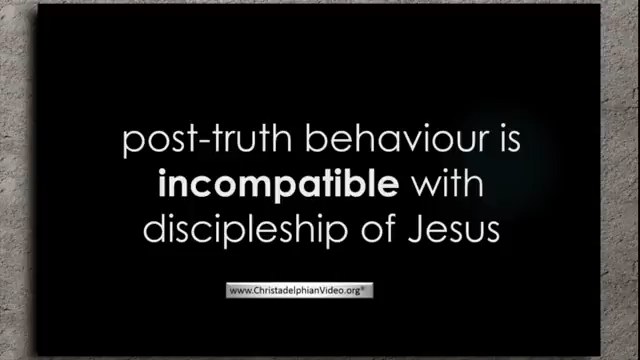 post-truth behaviour is
incompatible with
discipleship of Jesus
www.ChristadelphianVideo.org®